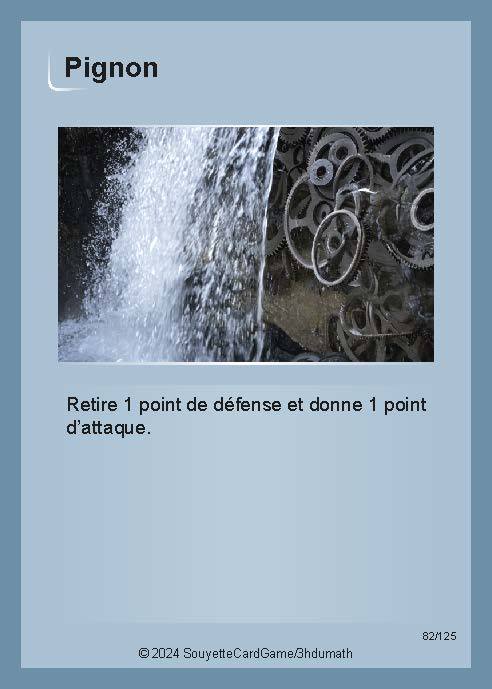 Pignon
Retire 1 point de défense et donne 1 point
d'attaque.
82/125
© 2024 SouyetteCardGame/3hdumath